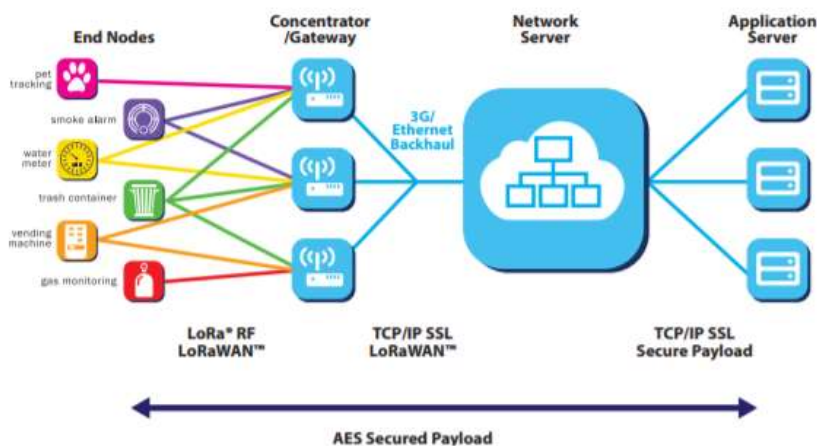 End Nodes
Concentrator
/Gateway
Network
Server
Application
Server
pet
tracking
smoke alarm
water
meter
trash container
vending
machine
gas monitoring
3G/
Ethernet
Backhaul
LoRa® RF
LoRaWAN™
TCP/IP SSL
LoRaWAN™
TCP/IP SSL
Secure Payload
AES Secured Payload